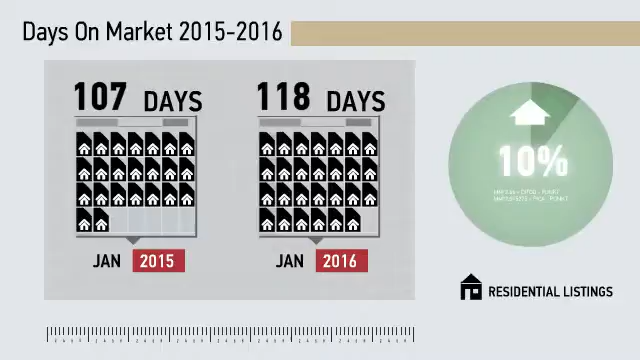 Days On Market 2015-2016
107 DAYS
118 DAYS
JAN 2015
JAN 2016
10%
RESIDENTIAL LISTINGS